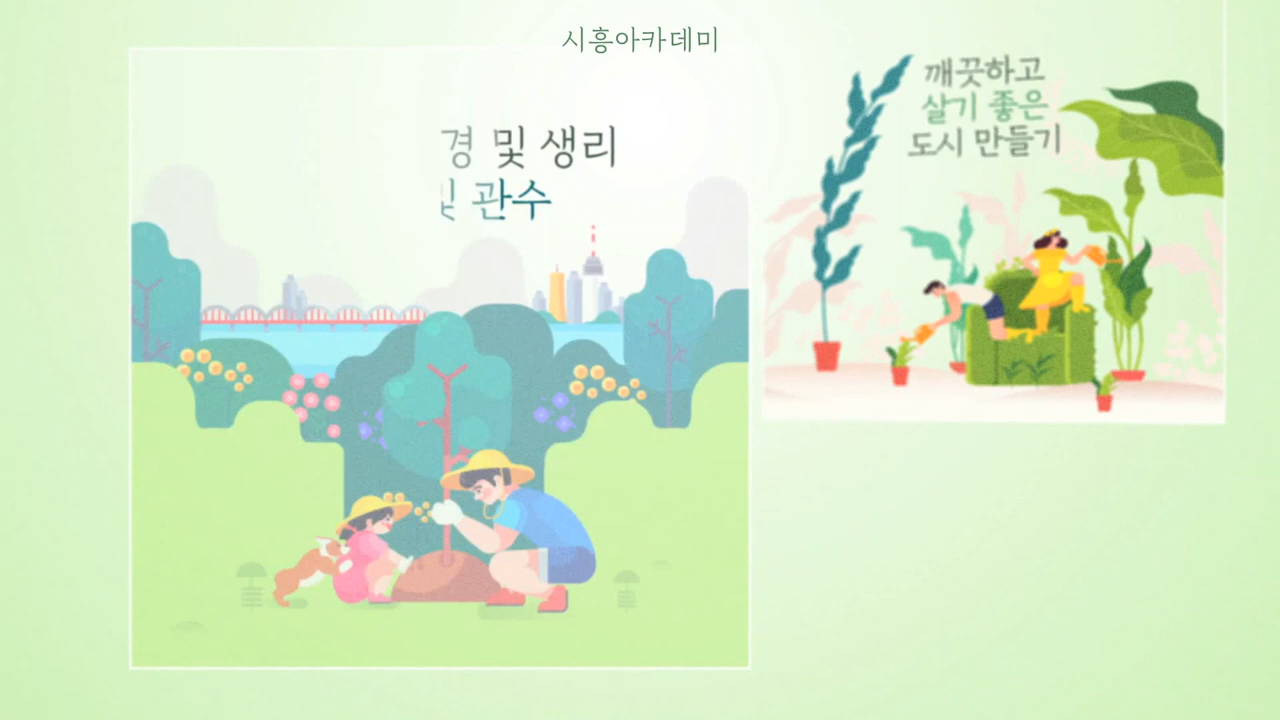 시흥아카데미
경 및 생리
및 관수
깨끗하고
살기 좋은
도시 만들기